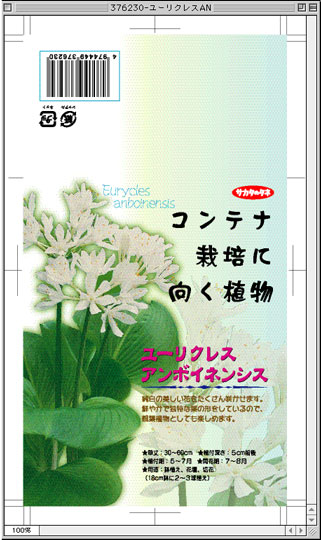 376230-ユーリクレスAN
4 974449 376230
Eurycles
anboinensis
サカタのタネ
コンテナ
栽培に
向く植物
ユーリクレス
アンボイネンシス
純白の美しい花をたくさん咲かせます。
鮮やかで独特な葉の形をしているので、
観葉植物としても楽しめます。
★草丈:30〜60cm ★植付深さ:5cm前後
★植付期:5〜7月 ★開花期:7〜8月
★用途:鉢植え、花壇、切花
(18cm鉢に2〜3球植え)
100%